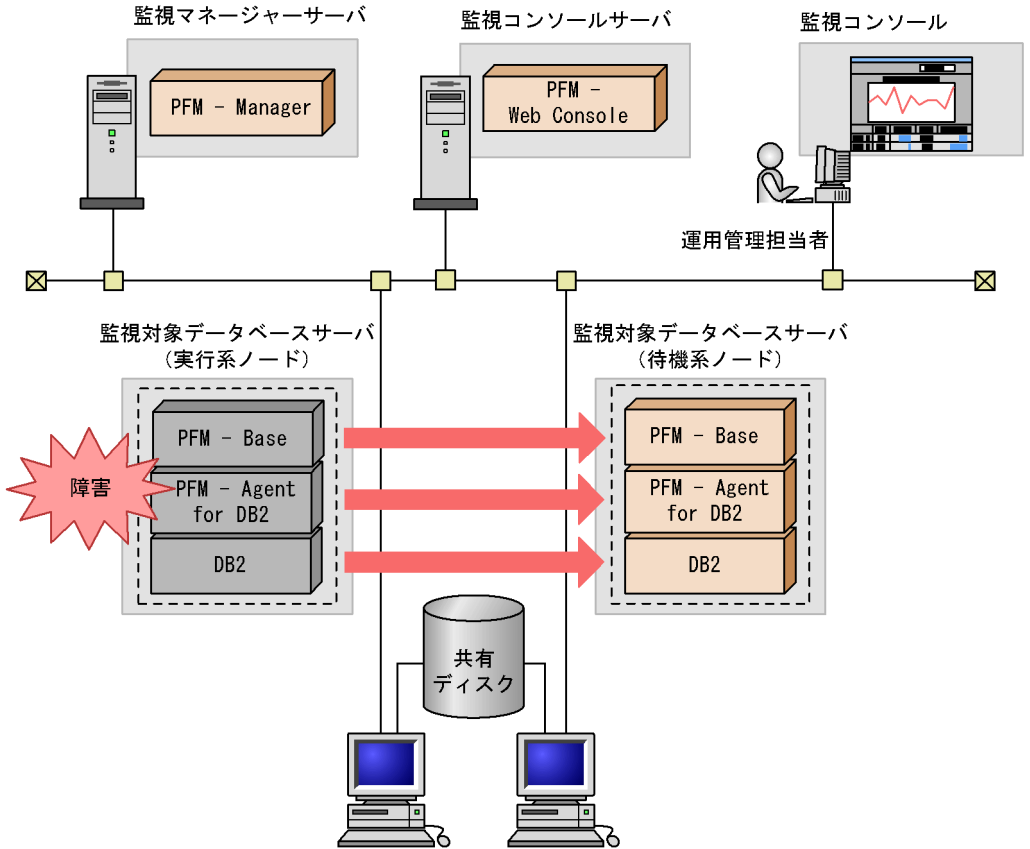 監視マネージャーサーバ
監視コンソールサーバ
監視コンソール
PFM - Manager
PFM -
Web Console
運用管理担当者
監視対象データベースサーバ
(実行系ノード)
監視対象データベースサーバ
(待機系ノード)
障害
PFM - Base
PFM - Agent
for DB2
DB2
PFM - Base
PFM - Agent
for DB2
DB2
共有
ディスク